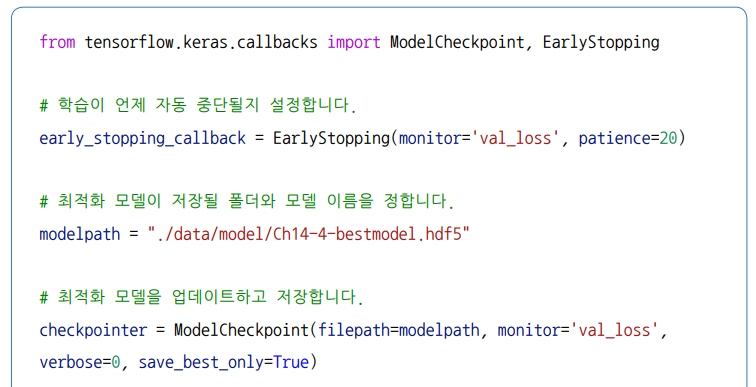 from tensorflow.keras.callbacks import ModelCheckpoint, EarlyStopping
# 학습이 언제 자동 중단될지 설정합니다.
early_stopping_callback = EarlyStopping(monitor='val_loss', patience=20)
# 최적화 모델이 저장될 폴더와 모델 이름을 정합니다.
modelpath = "./data/model/Ch14-4-bestmodel.hdf5"
# 최적화 모델을 업데이트하고 저장합니다.
checkpointer = ModelCheckpoint(filepath=modelpath, monitor='val_loss',
verbose=0, save_best_only=True)